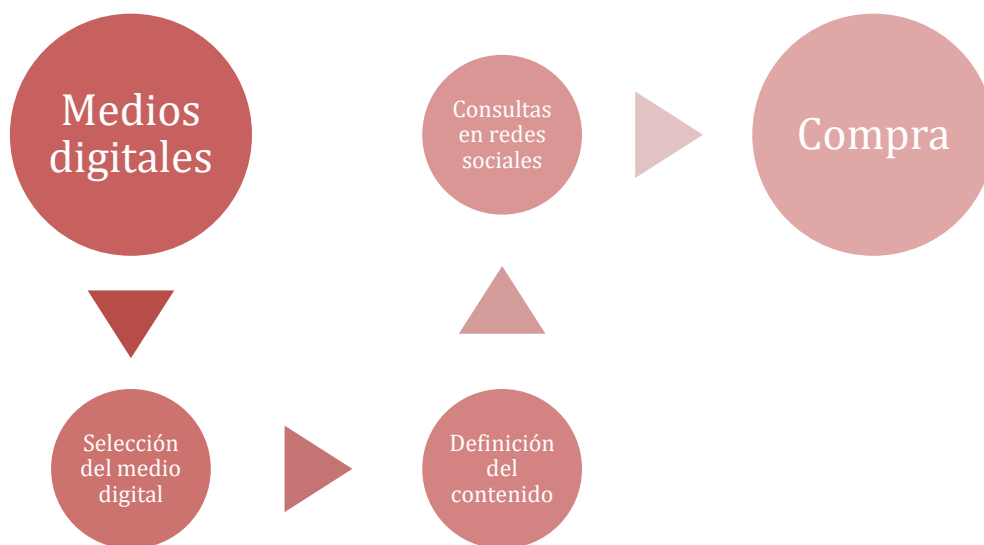 Medios
digitales
Selección
del medio
digital
Definición
del
contenido
Consultas
en redes
sociales
Compra